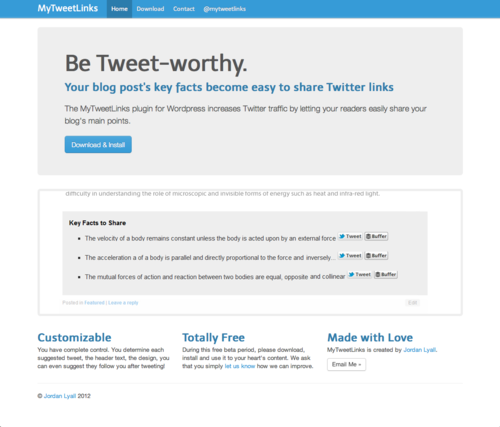 MyTweetLinks Home Download Contact @mytweetlinks
Be Tweet-worthy.
Your blog post's key facts become easy to share Twitter links
The MyTweetLinks plugin for Wordpress increases Twitter traffic by letting your readers easily share your
blog's main points.
Download & Install
difficulty in understanding the role of microscopic and invisible forms of energy such as heat and infra-red light.
Key Facts to Share
The velocity of a body remains constant unless the body is acted upon by an external force Tweet Buffer
The acceleration a of a body is parallel and directly proportional to the force and inversely... Tweet Buffer
The mutual forces of action and reaction between two bodies are equal, opposite and collinear Tweet Buffer
Posted in Featured | Leave a reply Edit
Customizable
You have complete control. You determine each
suggested tweet, the header text, the design, you
can even suggest they follow you after tweeting!
Totally Free
During this free beta period, please download,
install and use it to your heart's content. We ask
that you simply let us know how we can improve.
Made with Love
MyTweetLinks is created by Jordan Lyall.
Email Me »
© Jordan Lyall 2012